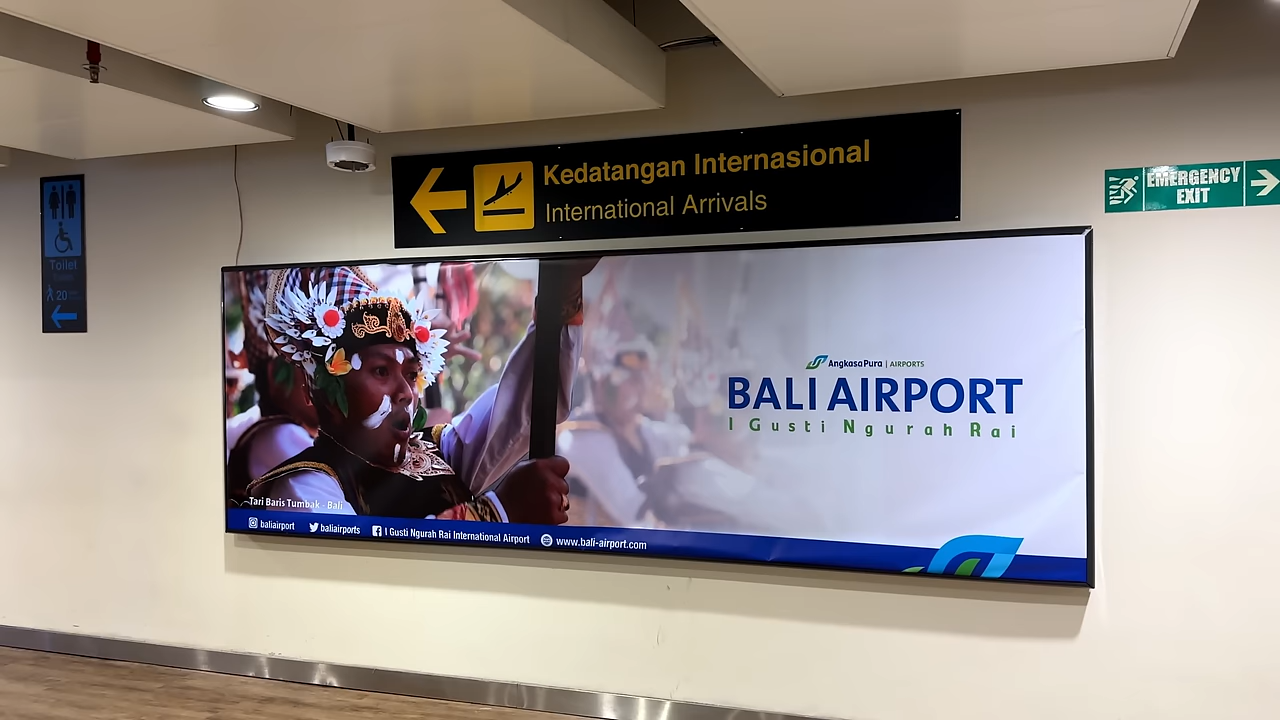 Kedatangan Internasional
International Arrivals
EMERGENCY
EXIT
Toilet
20
AngkasaPura | AIRPORTS
BALI AIRPORT
I Gusti Ngurah Rai
Tari Baris Tumbak - Bali
baliairport baliairports I Gusti Ngurah Rai International Airport www.bali-airport.com